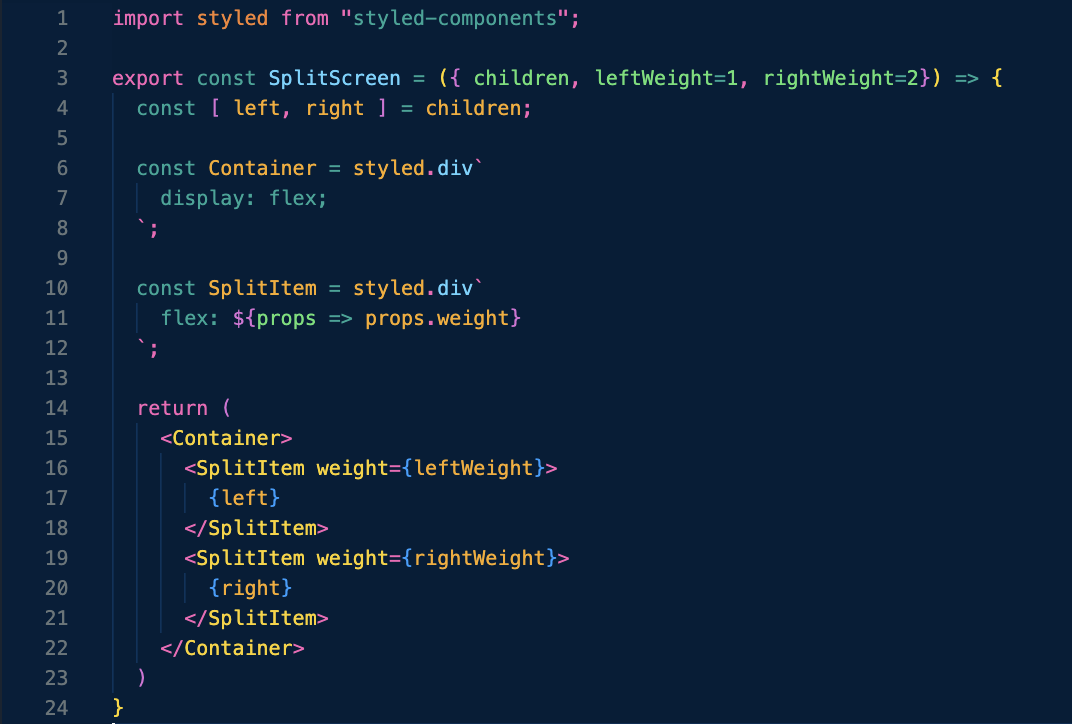 1 import styled from "styled-components";
2
3 export const SplitScreen = ({ children, leftWeight=1, rightWeight=2}) => {
4   const [ left, right ] = children;
5
6   const Container = styled.div`
7     display: flex;
8   `;
9
10   const SplitItem = styled.div`
11     flex: ${props => props.weight}
12   `;
13
14   return (
15     <Container>
16       <SplitItem weight={leftWeight}>
17         {left}
18       </SplitItem>
19       <SplitItem weight={rightWeight}>
20         {right}
21       </SplitItem>
22     </Container>
23   )
24 }